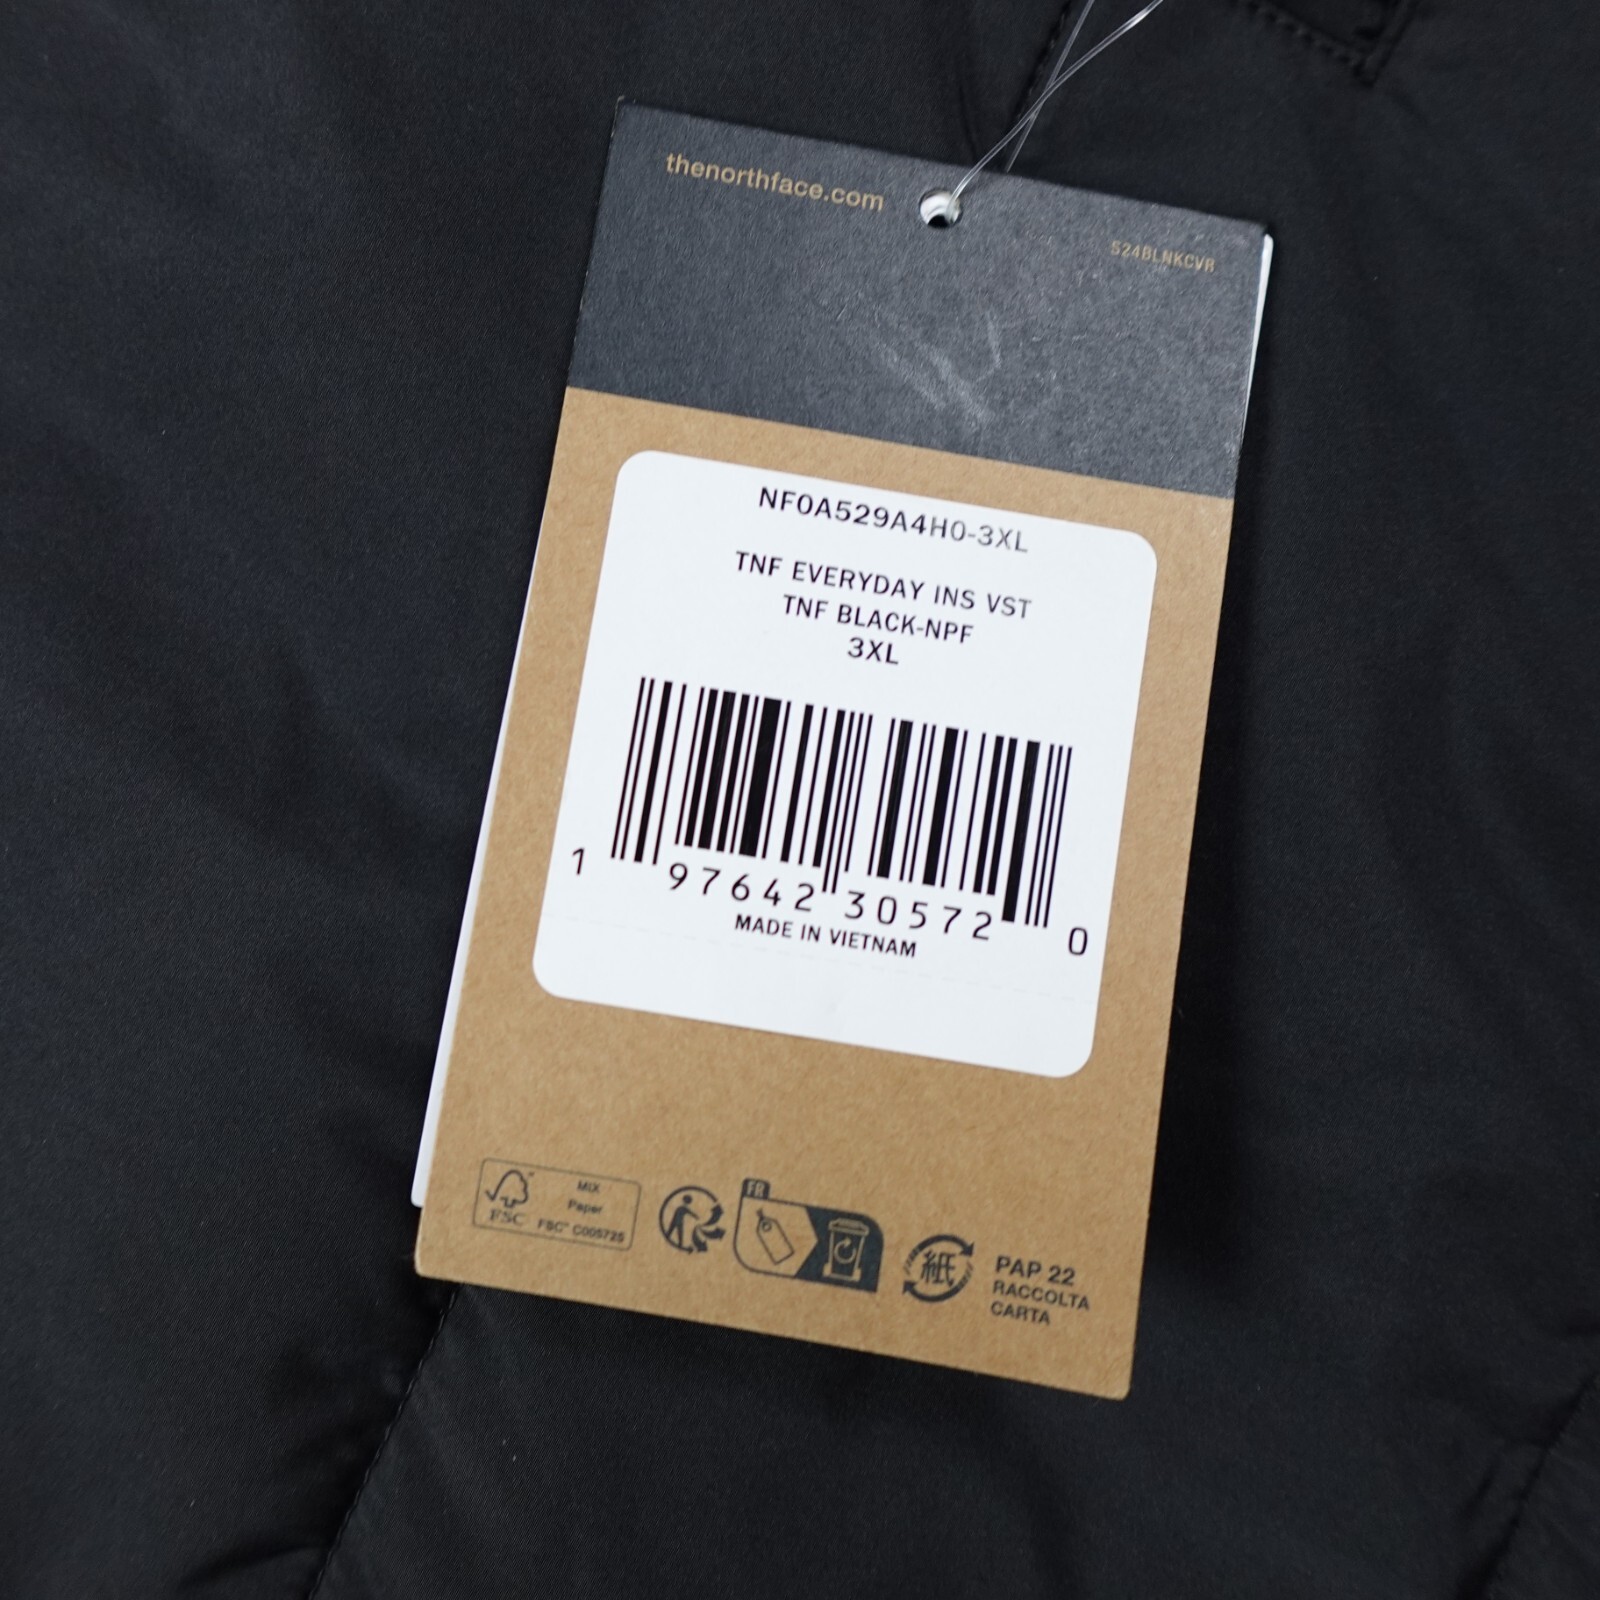 thenorthface.com
S24BLNKCVR
NF0A529A4H0-3XL
TNF EVERYDAY INS VST
TNF BLACK-NPF
3XL
1 97642 30572 0
MADE IN VIETNAM
FSC
MIX
Paper
FSC™ C005725
FR
紙
PAP 22
RACCOLTA
CARTA